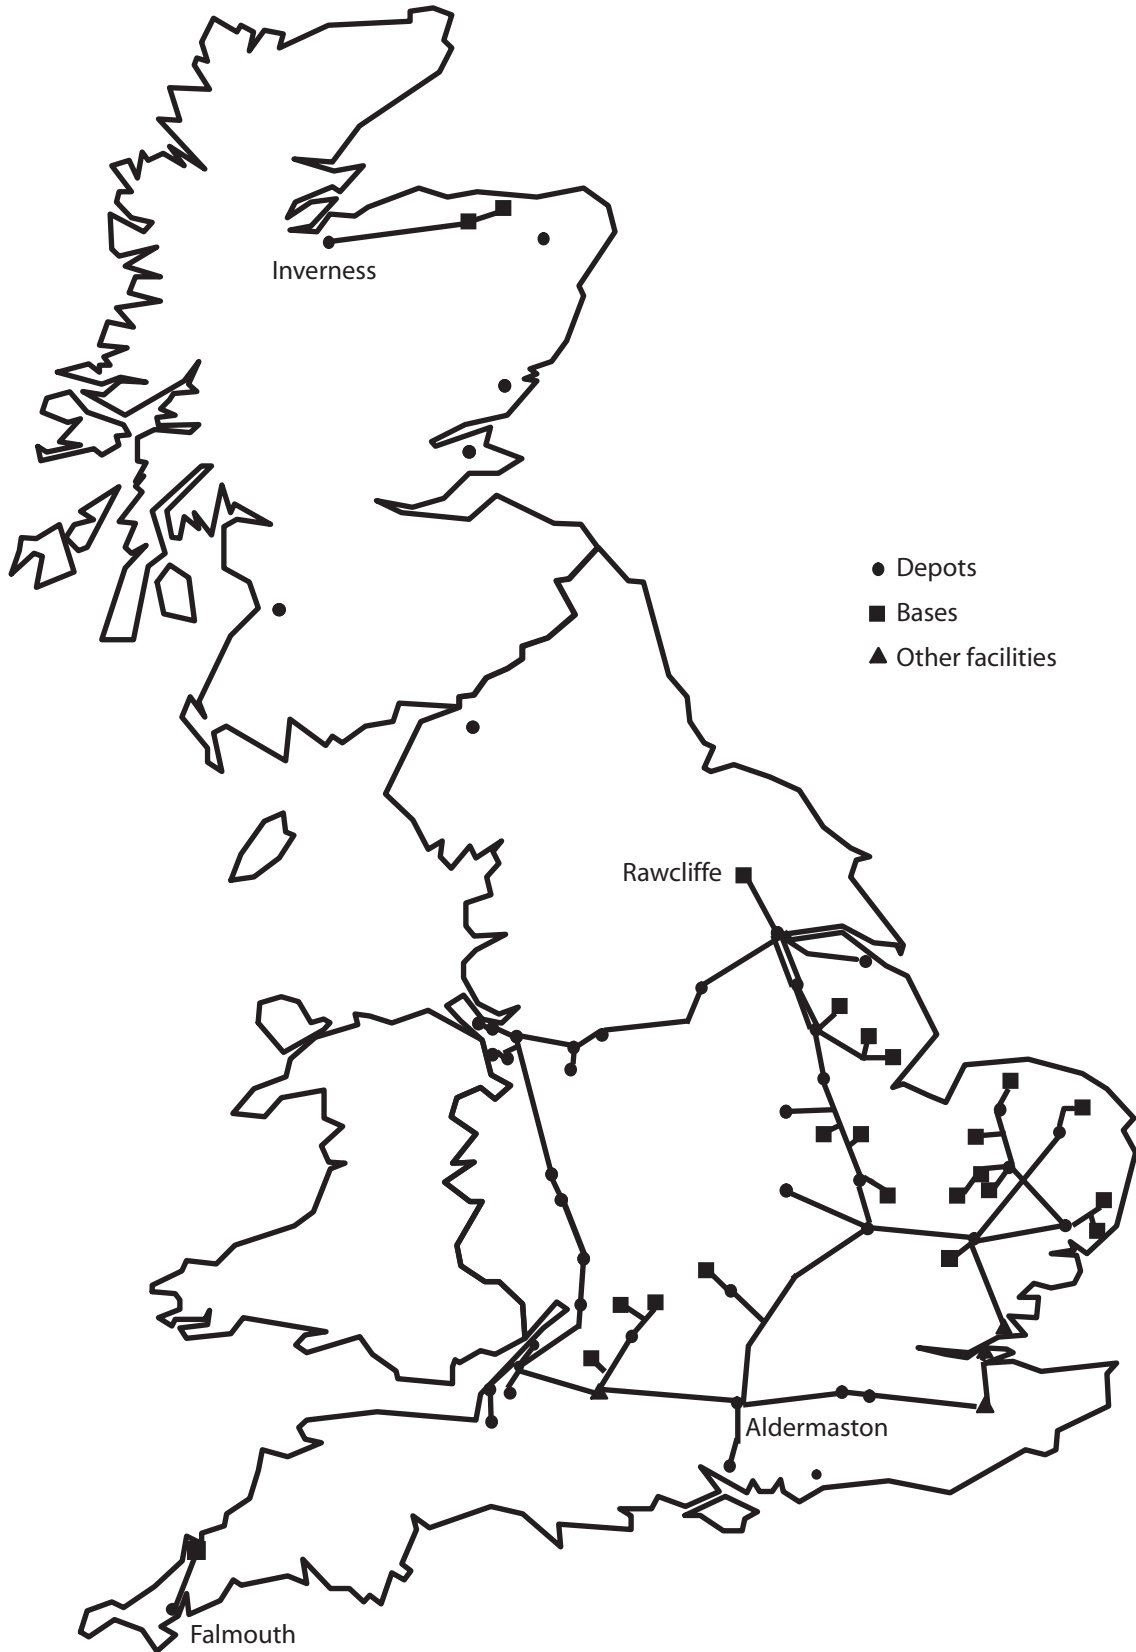 Inverness
Depots
Bases
Other facilities
Rawcliffe
Aldermaston
Falmouth